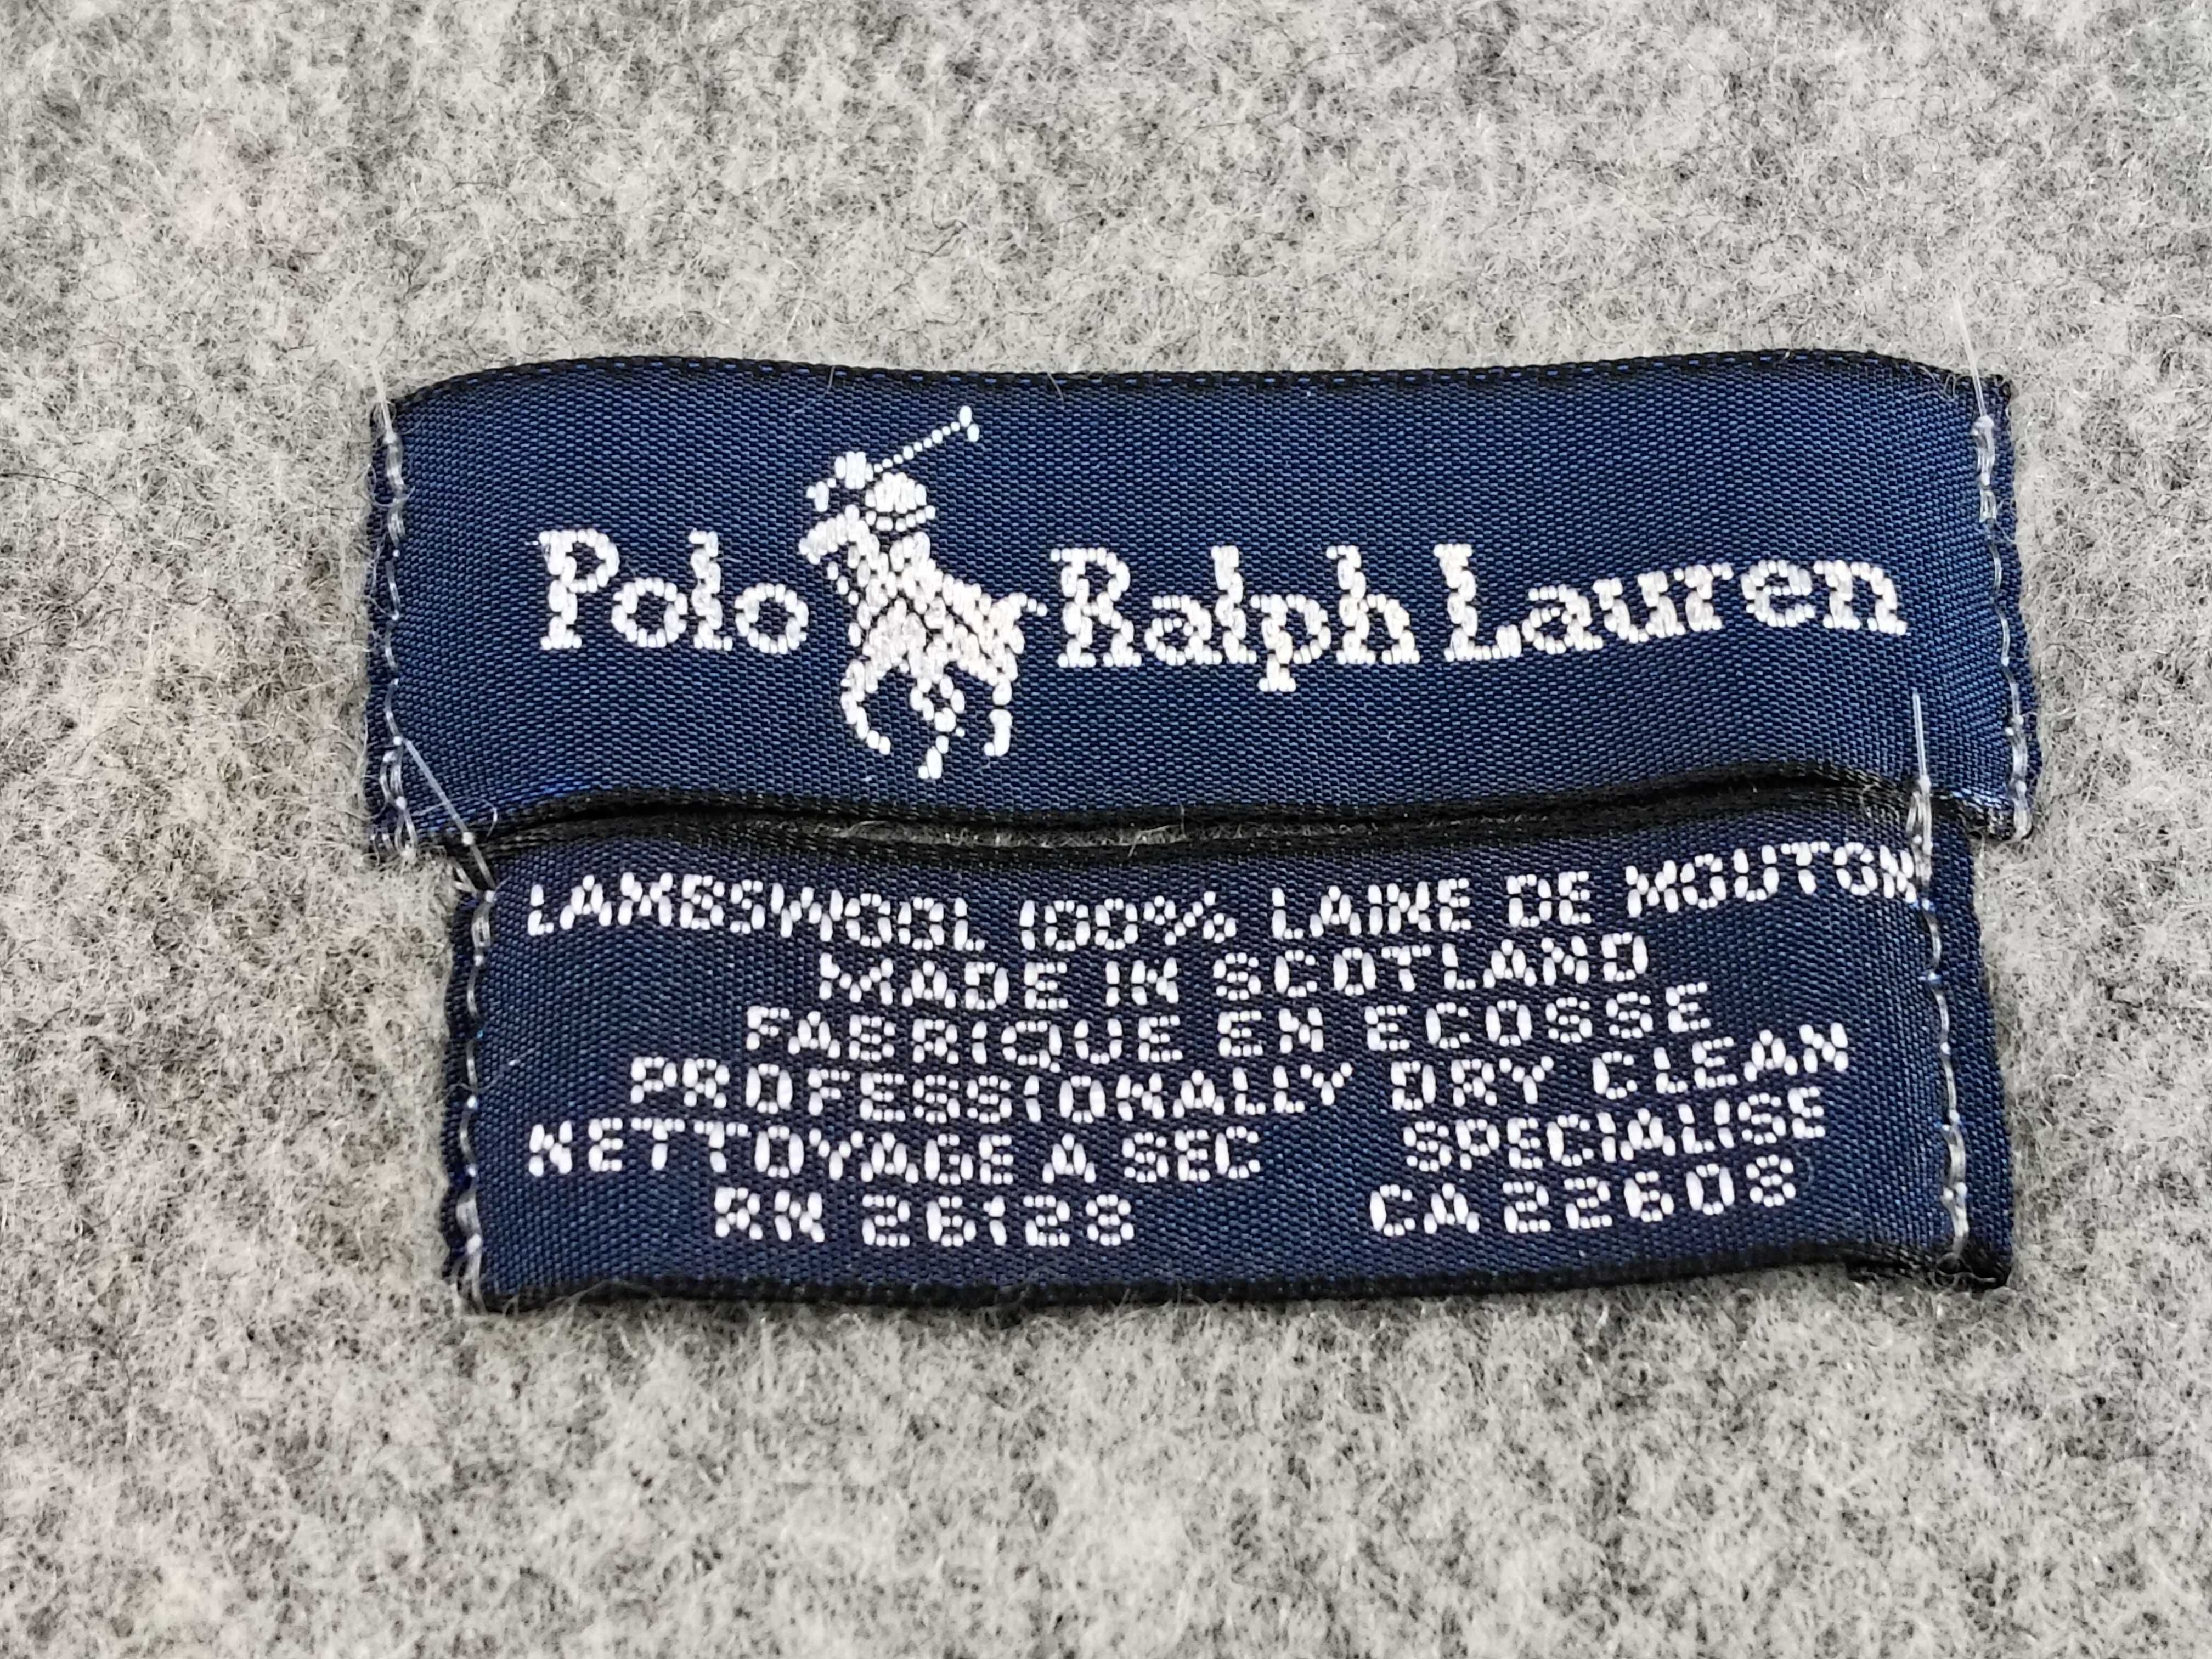 Polo Ralph Lauren
LAMBSWOOL 100% LAINE DE MOUTON
MADE IN SCOTLAND
FABRIQUE EN ECOSSE
PROFESSIONALLY DRY CLEAN
NETTOYAGE A SEC SPECIALISE
RN 26128 CA 22608